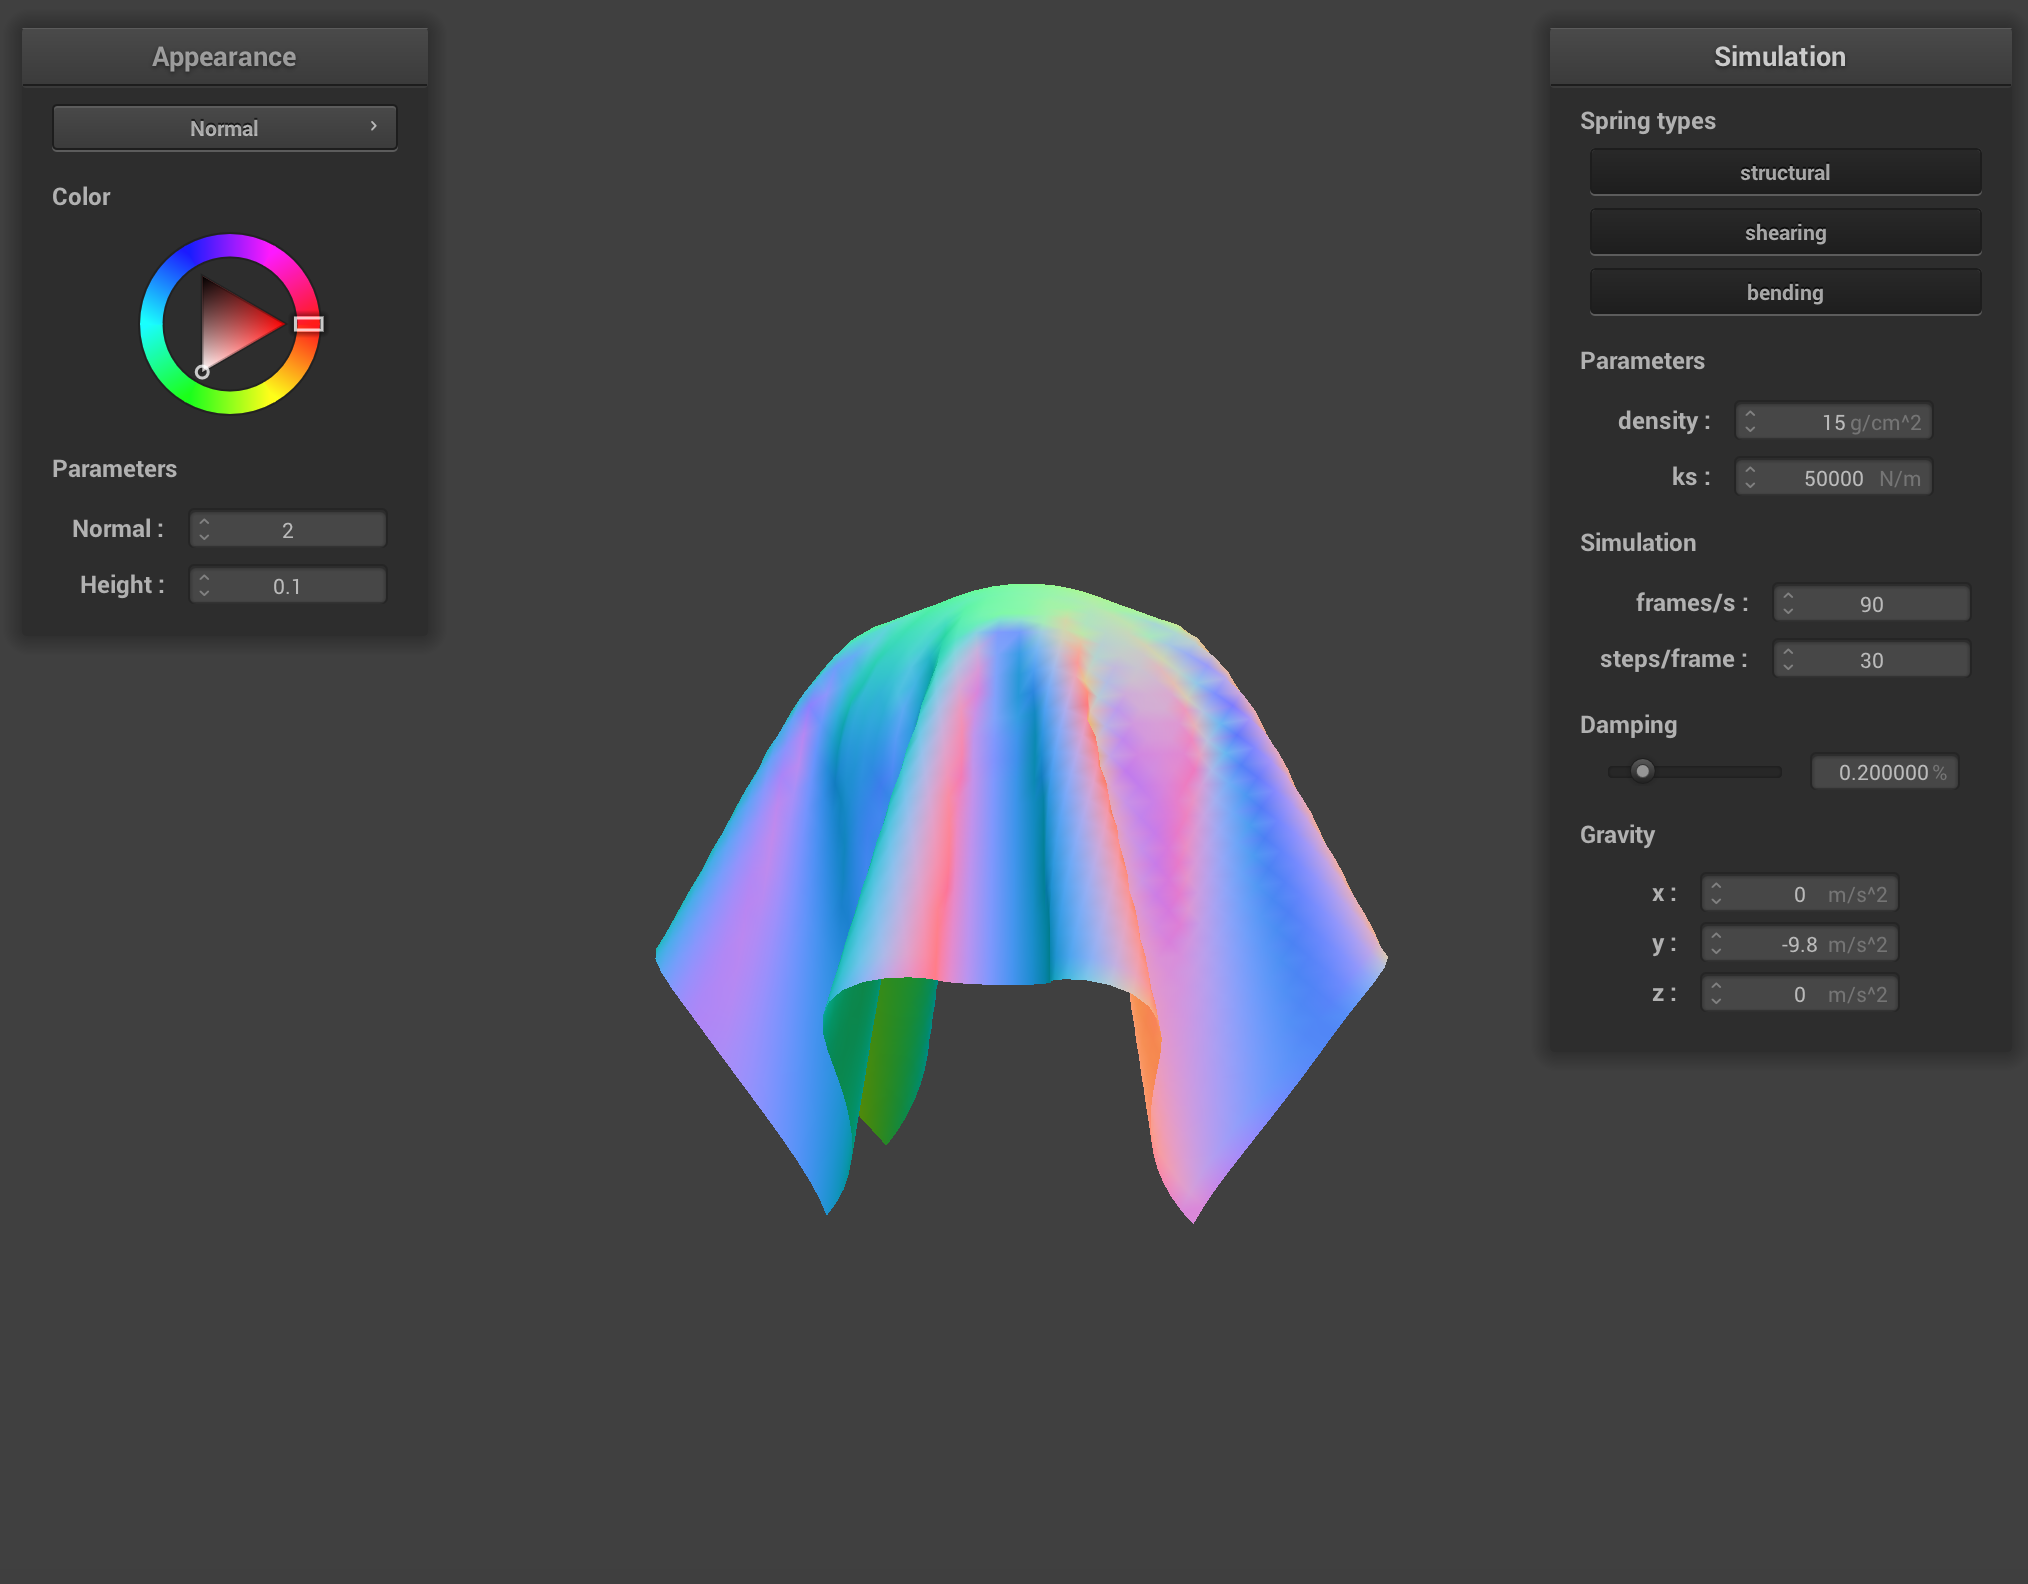 Appearance
Normal
Color
Parameters
Normal : 2
Height : 0.1
Simulation
Spring types
structural
shearing
bending
Parameters
density : 15 g/cm^2
ks : 50000 N/m
Simulation
frames/s : 90
steps/frame : 30
Damping
0.200000 %
Gravity
x : 0 m/s^2
y : -9.8 m/s^2
z : 0 m/s^2